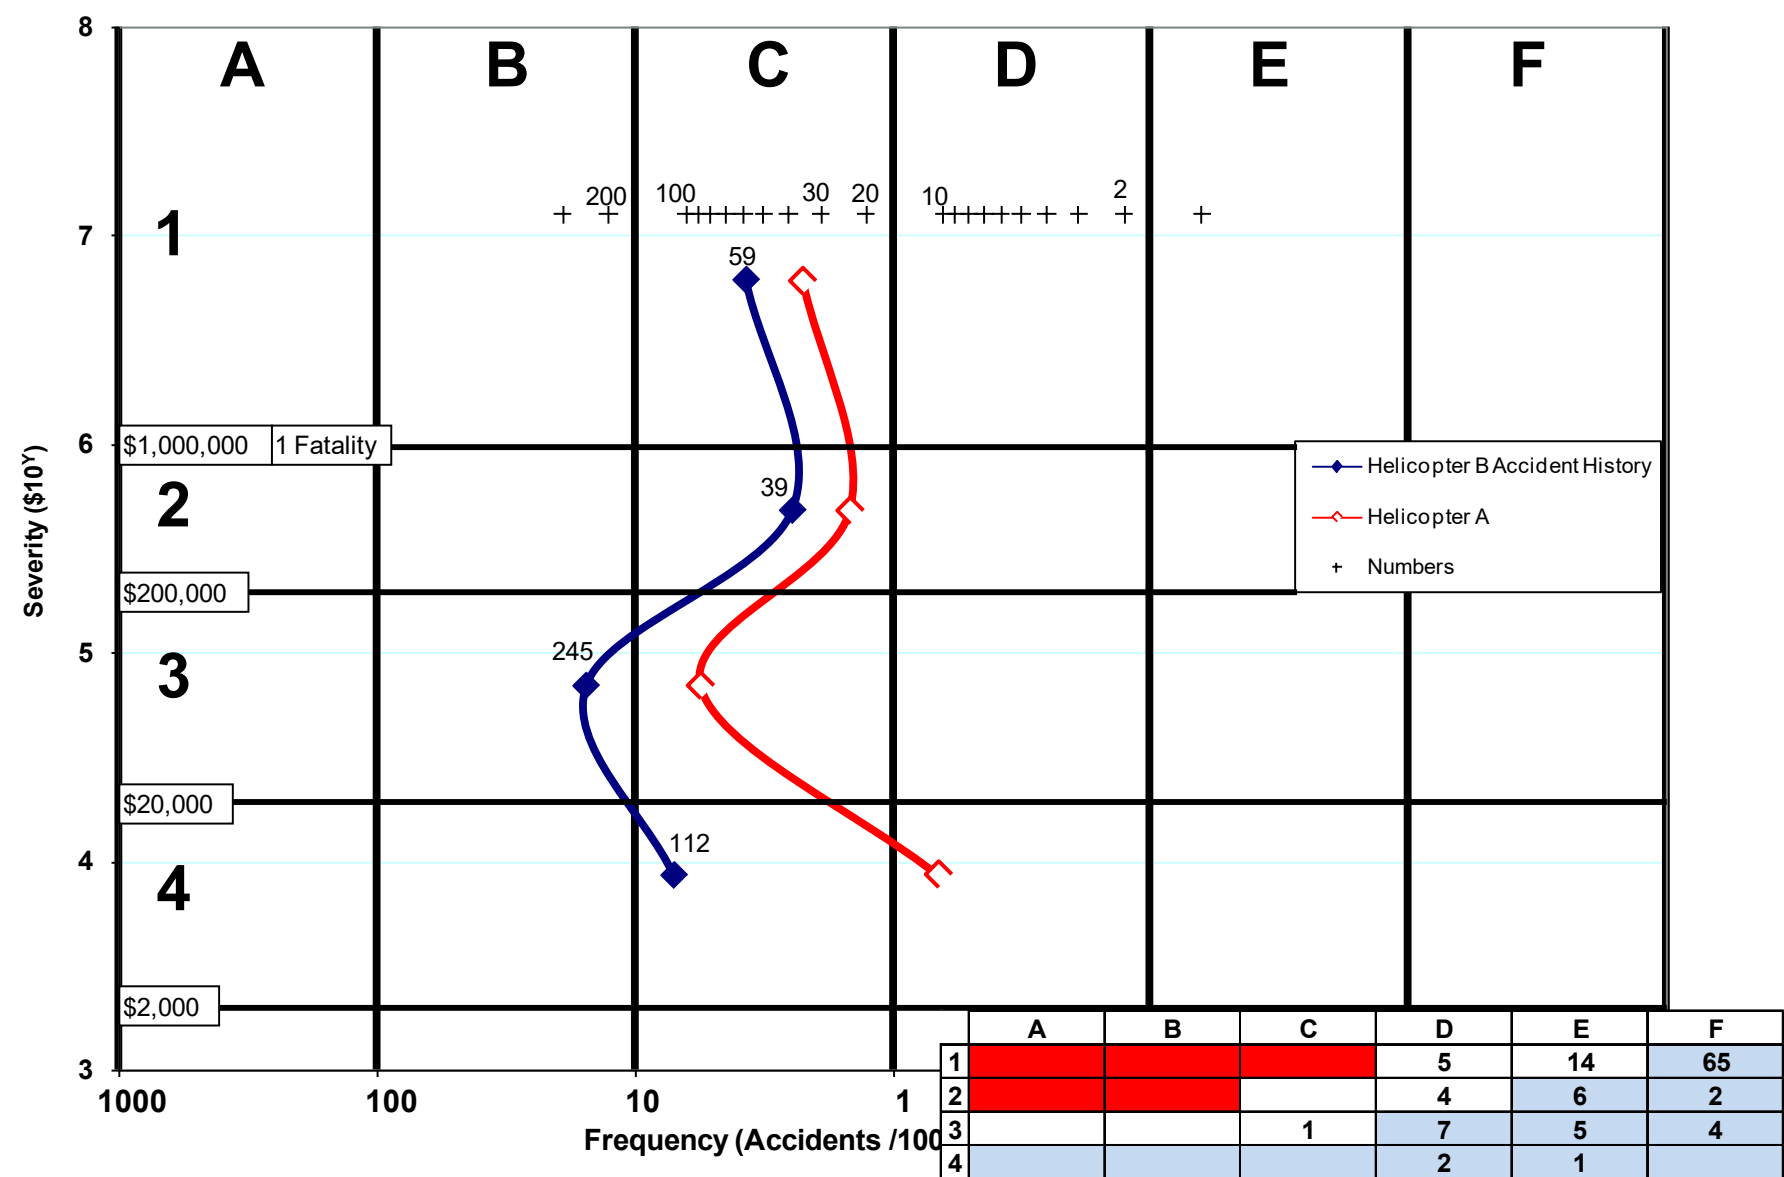 8
A B C D E F
200 100 30 20 10 2
1
7
59
6
$1,000,000 1 Fatality
Severity ($10^Y)
Helicopter B Accident History
Helicopter A
Numbers
2
39
$200,000
245
5
3
$20,000
112
4
4
$2,000
3
1000 100 10 1
Frequency (Accidents /100
A B C D E F
1 5 14 65
2 4 6 2
3 1 7 5 4
4 2 1